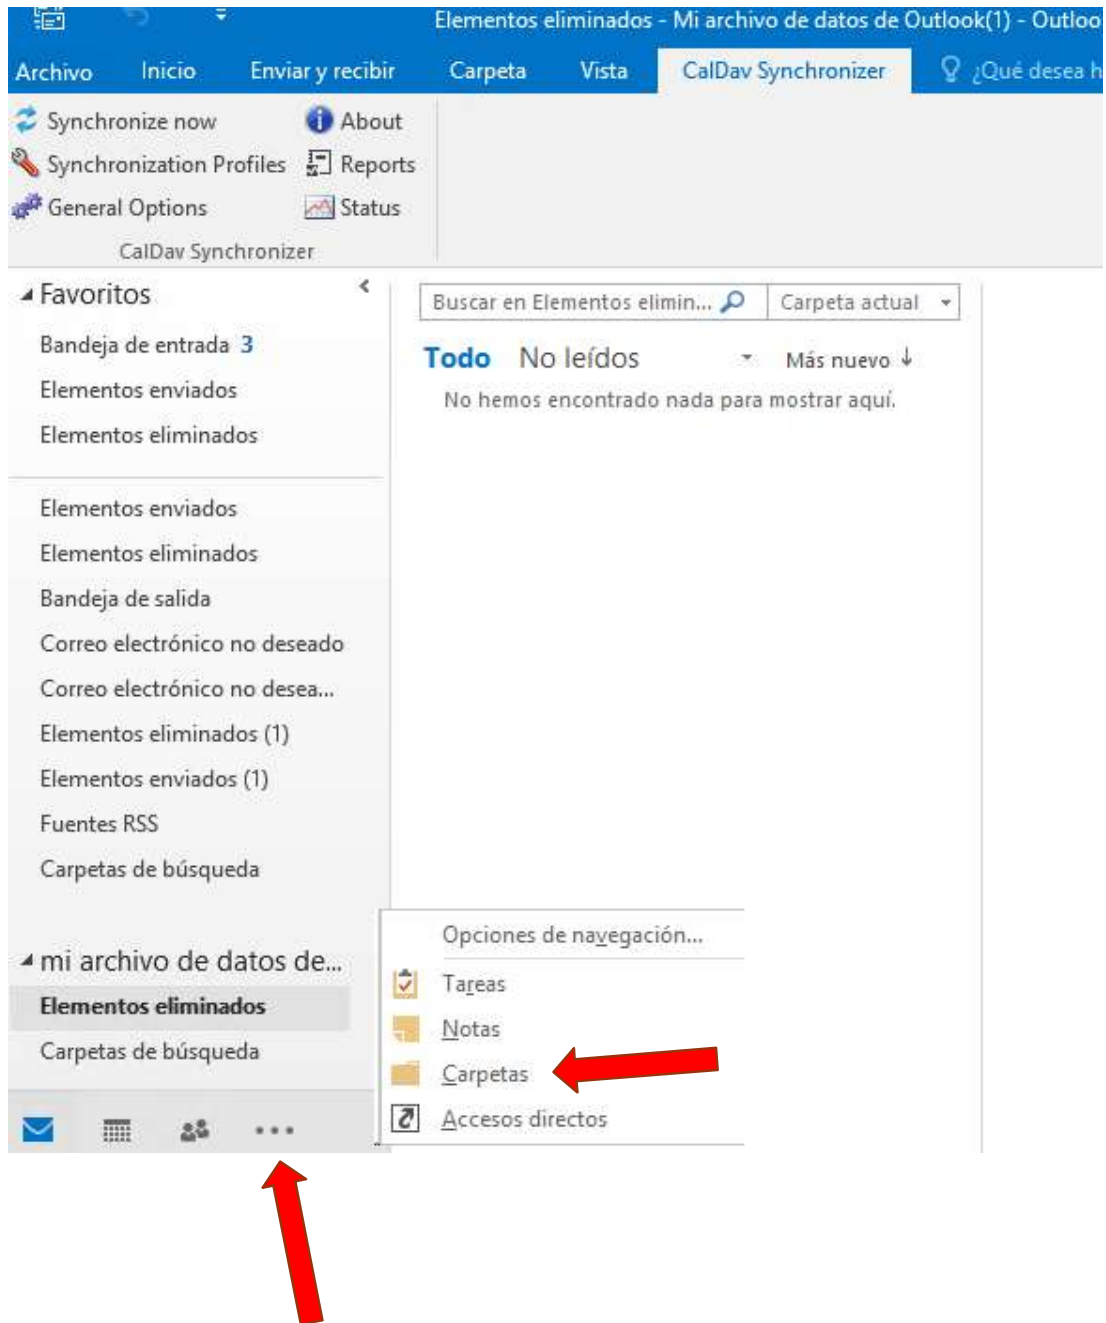 Elementos eliminados - Mi archivo de datos de Outlook(1) - Outloo
Archivo Inicio Enviar y recibir Carpeta Vista CalDav Synchronizer ¿Qué desea h
Synchronize now About
Synchronization Profiles Reports
General Options Status
CalDav Synchronizer
Favoritos
Buscar en Elementos elimin... Carpeta actual
Bandeja de entrada 3
Todo No leídos Más nuevo ↓
Elementos enviados
No hemos encontrado nada para mostrar aquí.
Elementos eliminados
Elementos enviados
Elementos eliminados
Bandeja de salida
Correo electrónico no deseado
Correo electrónico no desea...
Elementos eliminados (1)
Elementos enviados (1)
Fuentes RSS
Carpetas de búsqueda
mi archivo de datos de...
Elementos eliminados
Carpetas de búsqueda
Opciones de navegación...
Tareas
Notas
Carpetas
Accesos directos